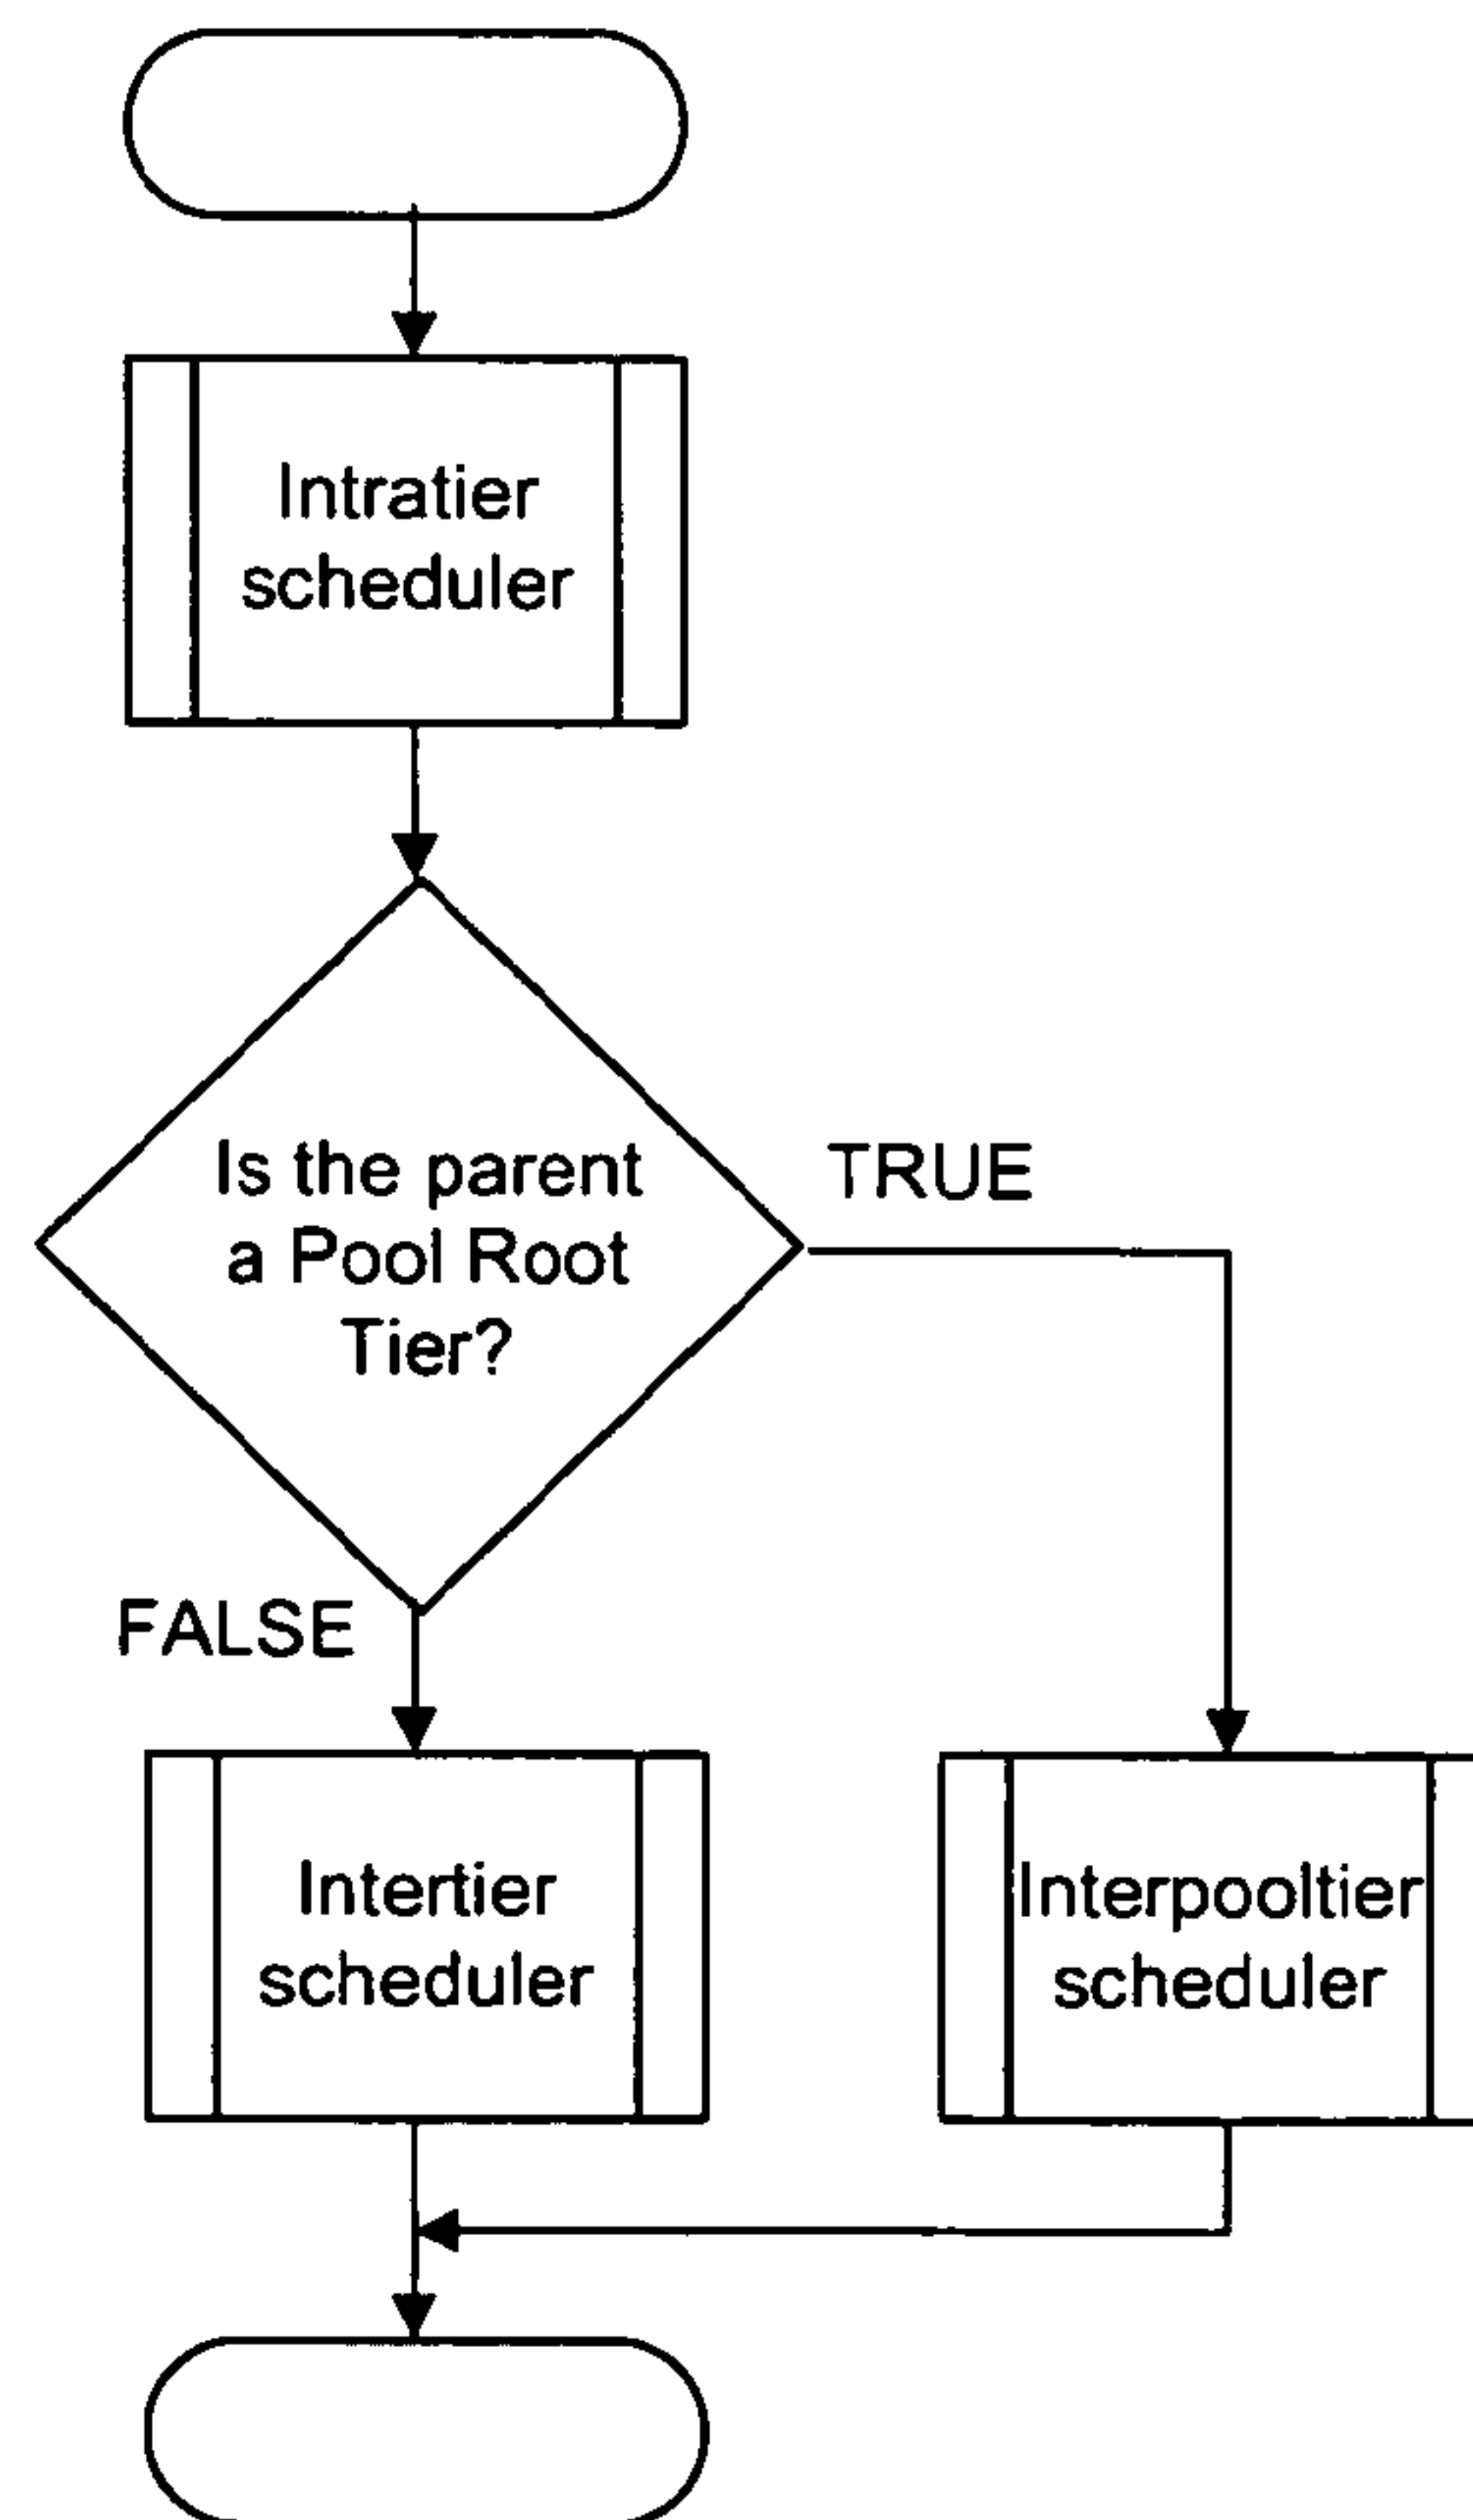 Intratier
scheduler
Is the parent
a Pool Root
Tier?
TRUE
FALSE
Intertier
scheduler
Interpooltier
scheduler